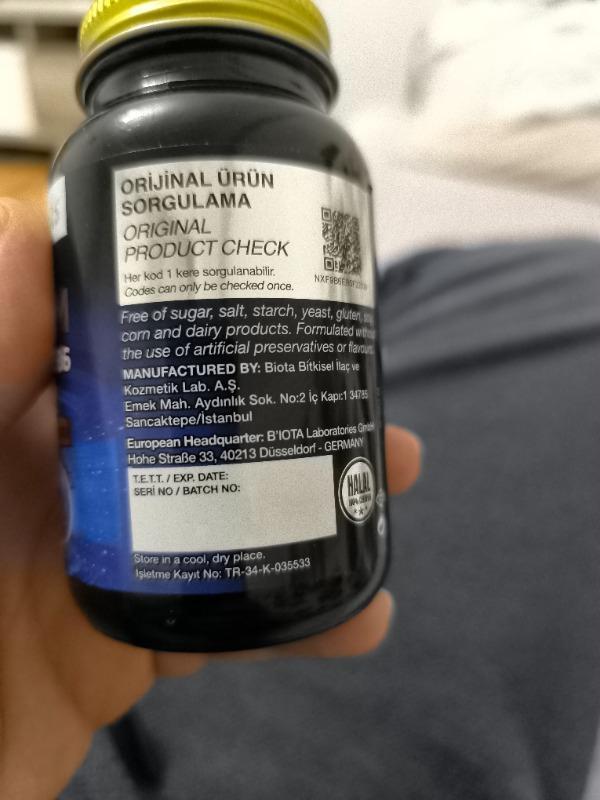 ORİJİNAL ÜRÜN
SORGULAMA
ORIGINAL
PRODUCT CHECK
Her kod 1 kere sorgulanabilir.
Codes can only be checked once.
Free of sugar, salt, starch, yeast, gluten,
corn and dairy products. Formulated without
the use of artificial preservatives or flavours
MANUFACTURED BY: Biota Bitkisel İlaç ve
Kozmetik Lab. A.Ş.
Emek Mah. Aydınlık Sok. No:2 İç Kapı:1 34785
Sancaktepe/İstanbul
European Headquarter: B'IOTA Laboratories GmbH
Hohe Straße 33, 40213 Düsseldorf - GERMANY
T.E.T.T. / EXP. DATE:
SERİ NO / BATCH NO:
HALAL
Store in a cool, dry place.
İşletme Kayıt No: TR-34-K-035533